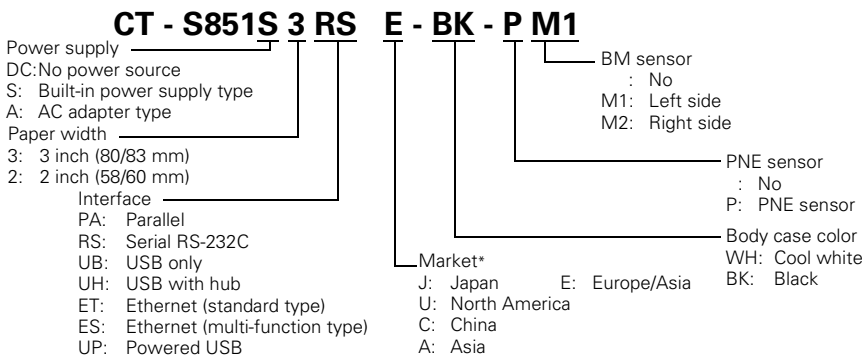 CT - S851S 3 RS E - BK - P M1
Power supply
DC:No power source
S: Built-in power supply type
A: AC adapter type
Paper width
3: 3 inch (80/83 mm)
2: 2 inch (58/60 mm)
Interface
PA: Parallel
RS: Serial RS-232C
UB: USB only
UH: USB with hub
ET: Ethernet (standard type)
ES: Ethernet (multi-function type)
UP: Powered USB
Market*
J: Japan E: Europe/Asia
U: North America
C: China
A: Asia
BM sensor
: No
M1: Left side
M2: Right side
PNE sensor
: No
P: PNE sensor
Body case color
WH: Cool white
BK: Black